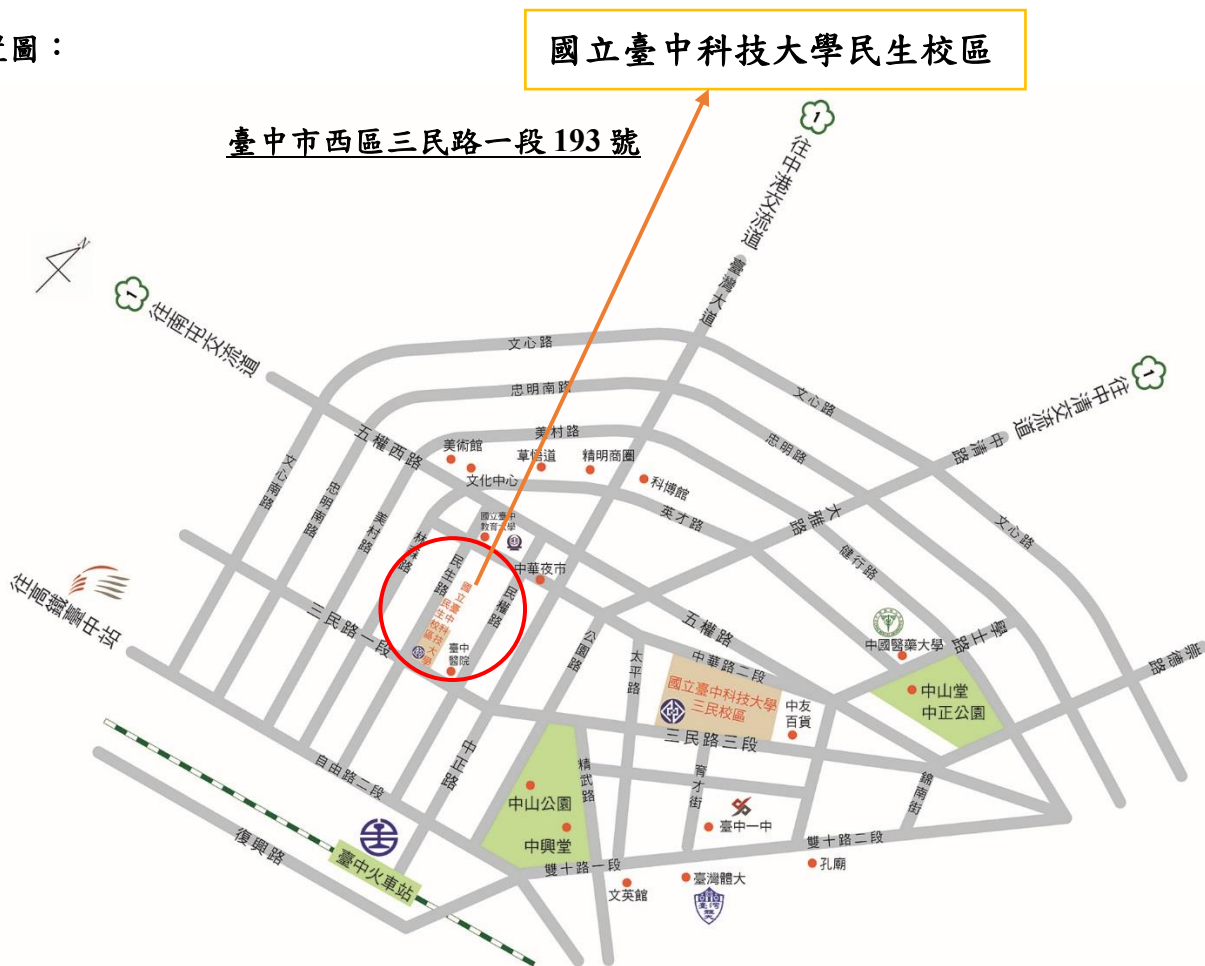 圖：
國立臺中科技大學民生校區
臺中市西區三民路一段 193 號
N
1
往中港交流道
臺灣大道
1
往南屯交流道
1
往中清交流道
中清路
文心路
忠明南路
美村路
五權西路
美術館
草悟道
精明商圈
文化中心
科博館
文心路
忠明路
大雅路
英才路
健行路
文心路
文心南路
忠明南路
美村路
林森路
國立臺中
教育大學
民生路
國立臺中科技大學
民生校區
民權路
中華夜市
臺中
醫院
往高鐵臺中站
三民路一段
公園路
五權路
太平路
中華路二段
國立臺中科技大學
三民校區
中友
百貨
三民路三段
中國醫藥大學
學士路
崇德路
中山堂
中正公園
中正路
自由路二段
精武路
育才街
錦南街
中山公園
中興堂
臺中一中
雙十路二段
雙十路一段
孔廟
復興路
臺中火車站
文英館
臺灣體大